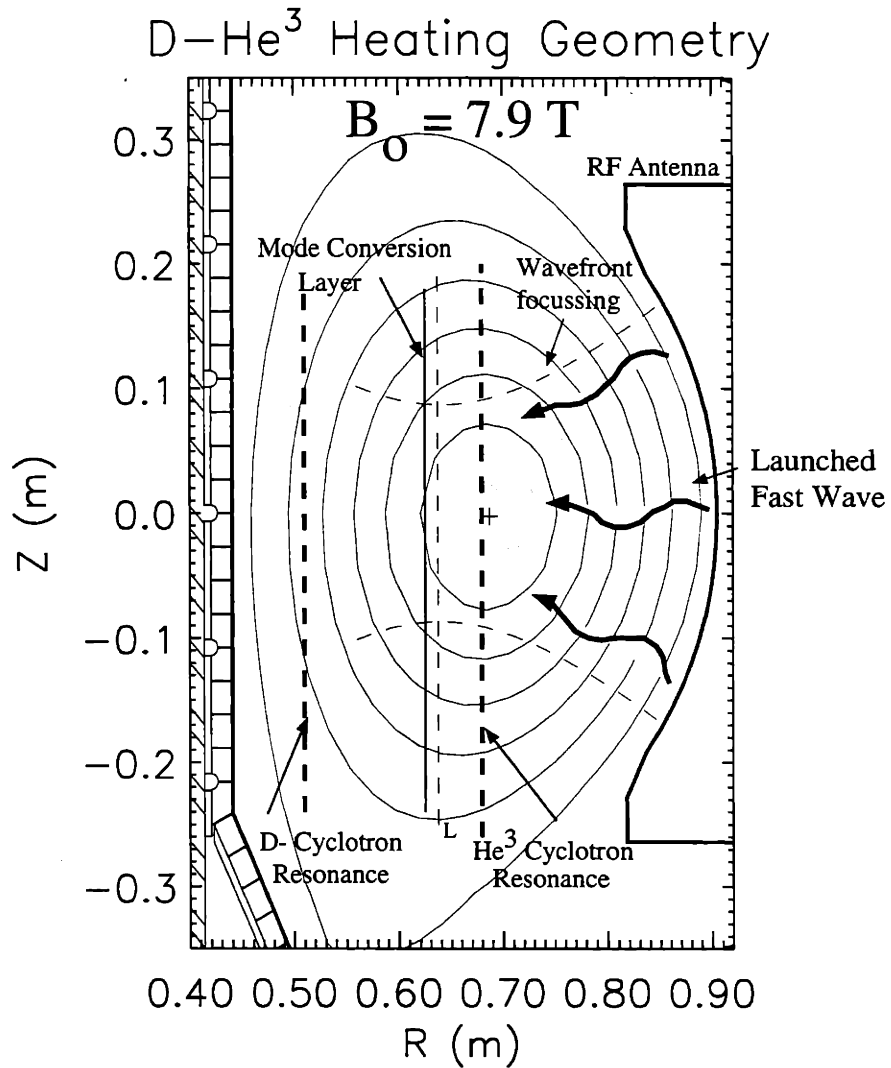 D−He³ Heating Geometry
B₀ = 7.9 T
RF Antenna
Mode Conversion
Layer
Wavefront
focussing
Launched
Fast Wave
D- Cyclotron
Resonance
L
He³ Cyclotron
Resonance
0.3
0.2
0.1
0.0
−0.1
−0.2
−0.3
Z (m)
0.40 0.50 0.60 0.70 0.80 0.90
R (m)